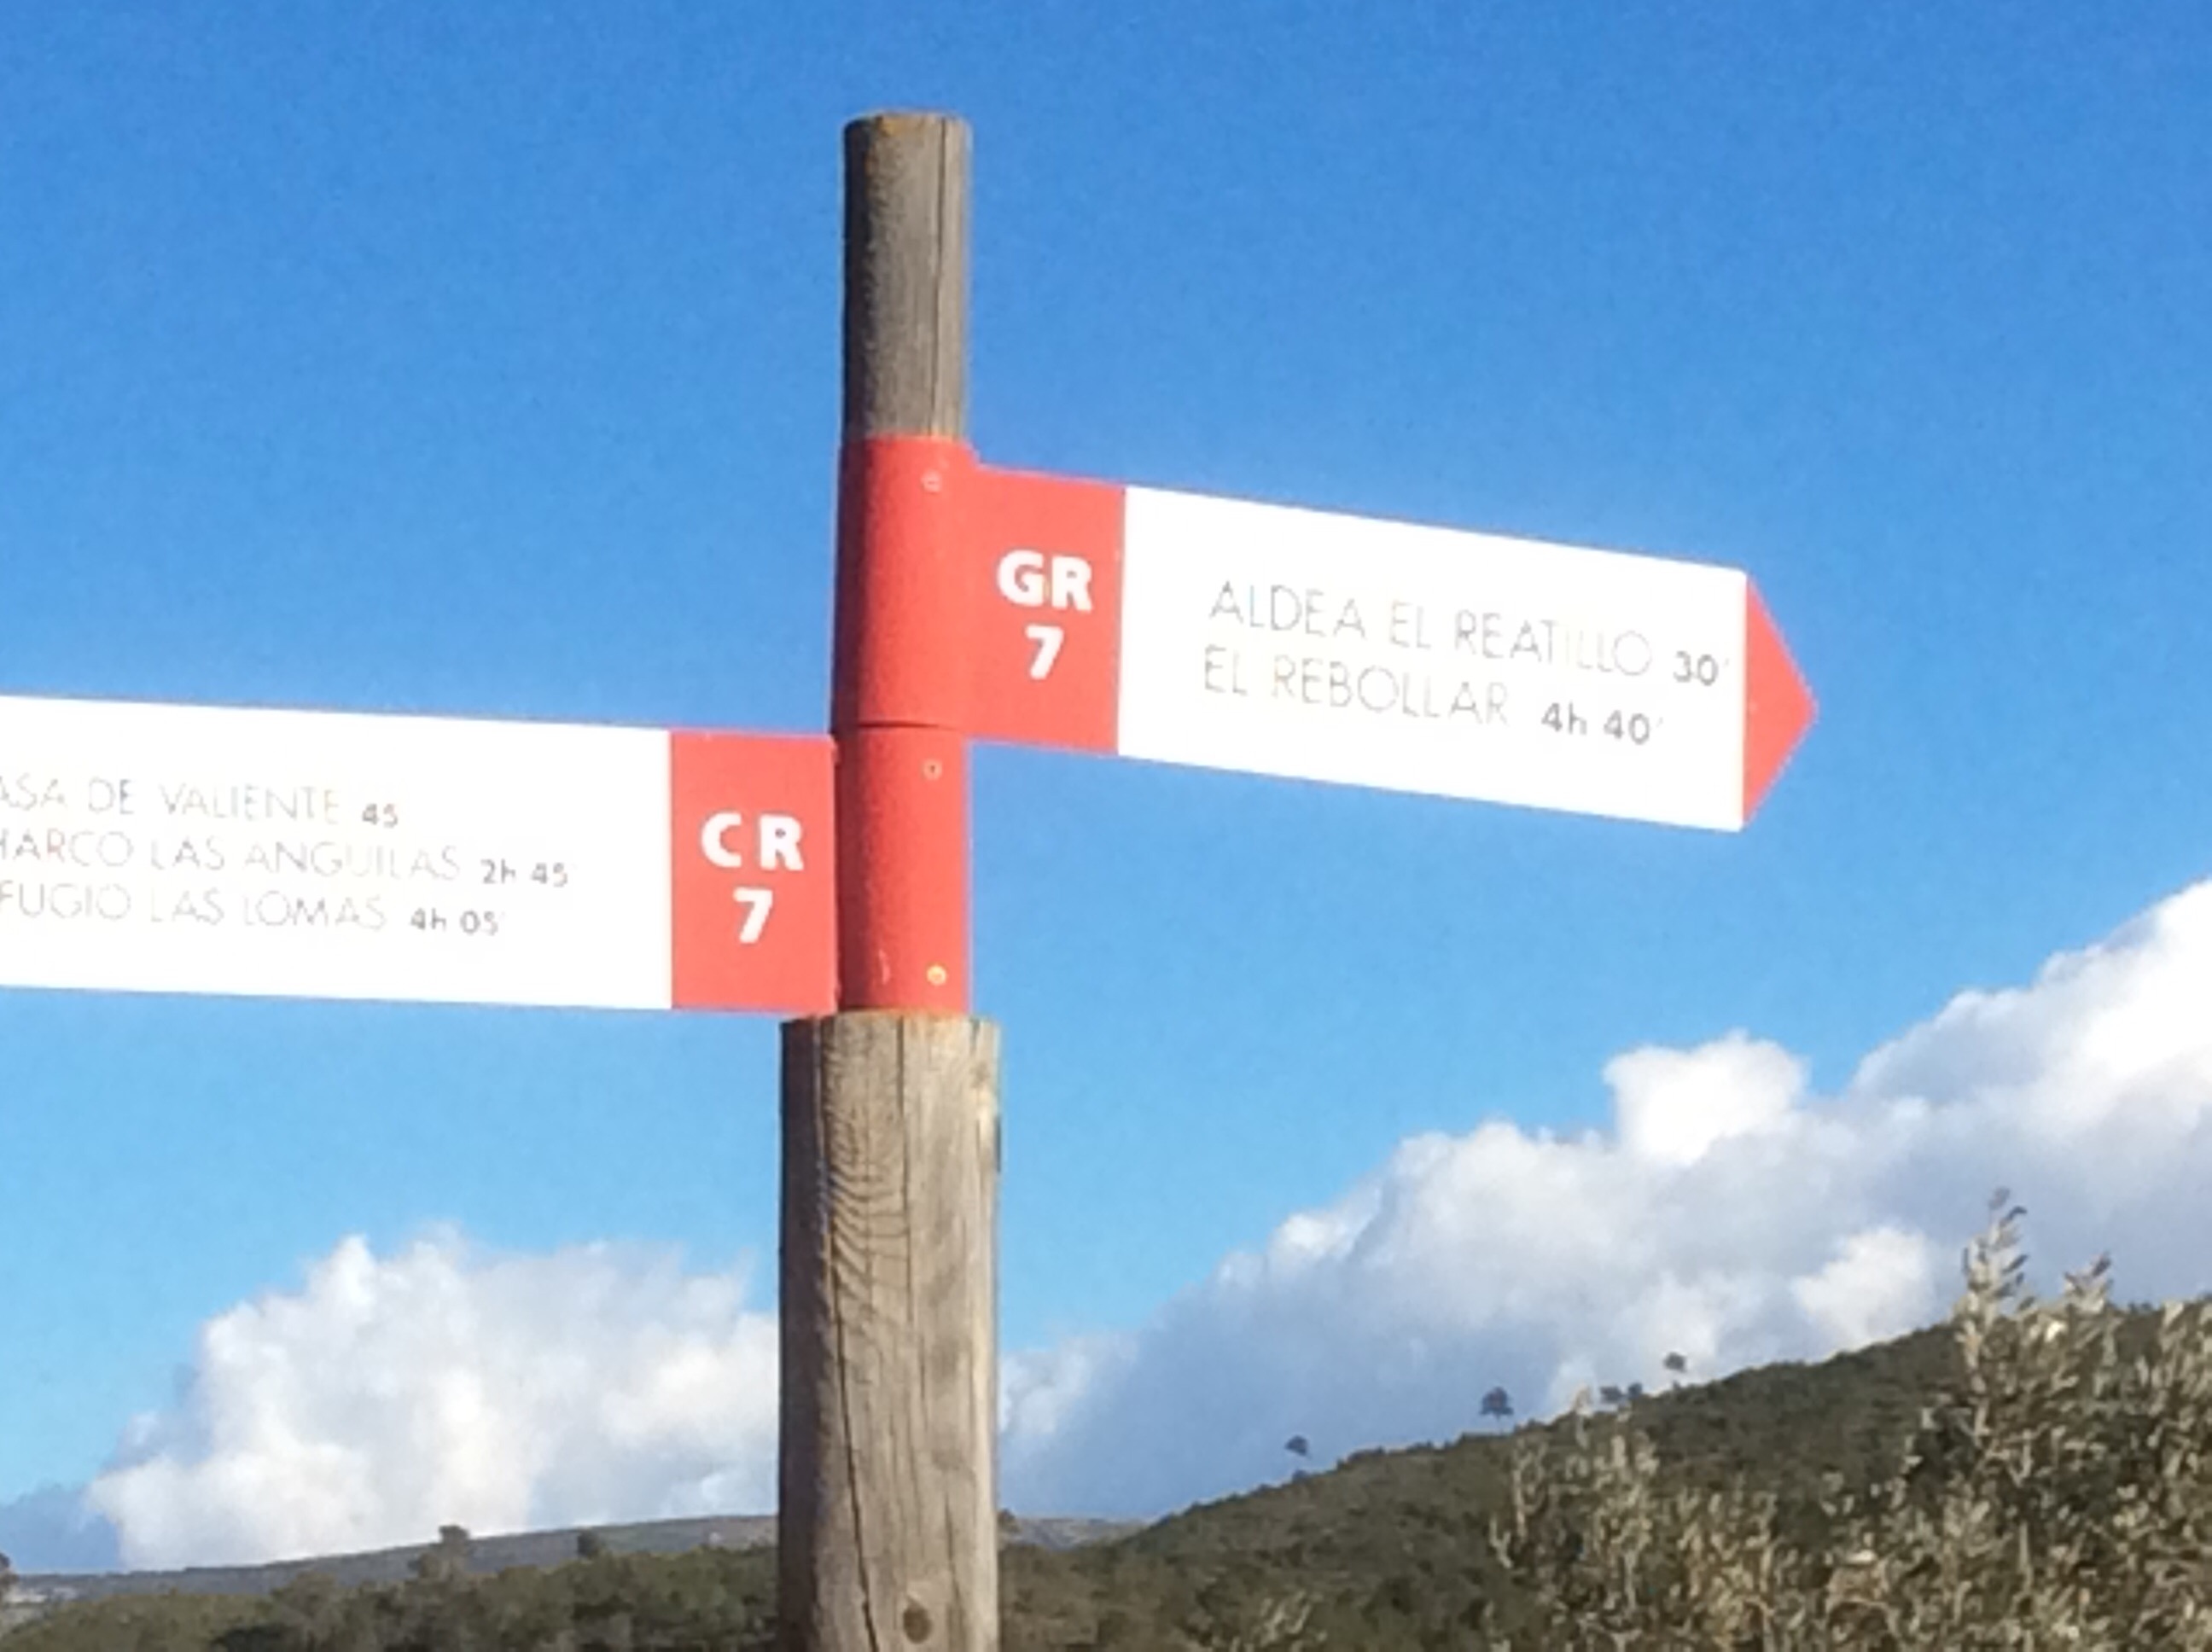 GR
7
ALDEA EL REATILLO 30'
EL REBOLLAR 4h 40'
ASA DE VALIENTE 45
HARCO LAS ANGUILAS 2h 45'
FUGIO LAS LOMAS 4h 05'
CR
7